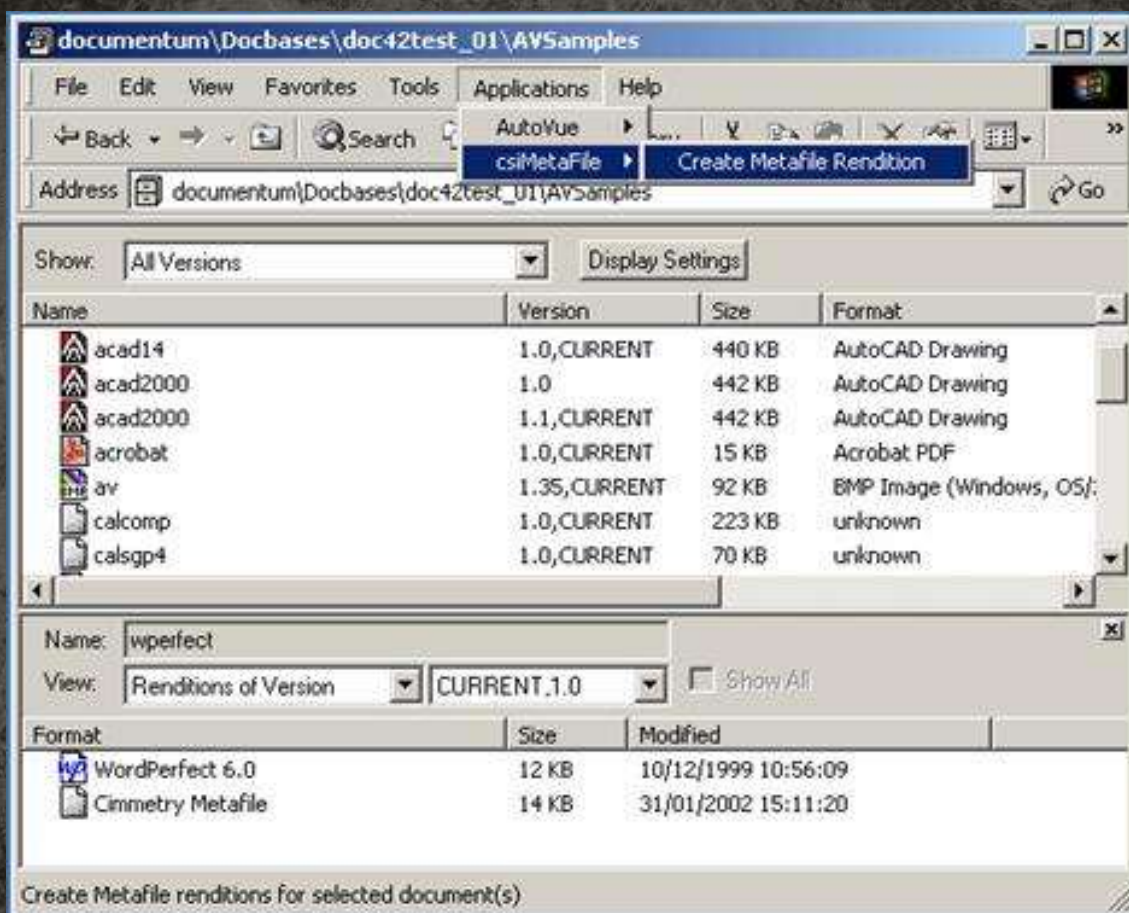 documentum\Docbases\doc42test_01\AVSamples
File Edit View Favorites Tools Applications Help
Back Search
AutoVue
csiMetaFile Create Metafile Rendition
Address documentum\Docbases\doc42test_01\AVSamples Go
Show: All Versions Display Settings
Name Version Size Format
acad14 1.0,CURRENT 440 KB AutoCAD Drawing
acad2000 1.0 442 KB AutoCAD Drawing
acad2000 1.1,CURRENT 442 KB AutoCAD Drawing
acrobat 1.0,CURRENT 15 KB Acrobat PDF
av 1.35,CURRENT 92 KB BMP Image (Windows, OS/
calcomp 1.0,CURRENT 223 KB unknown
calsgp4 1.0,CURRENT 70 KB unknown
Name: wperfect
View: Renditions of Version CURRENT,1.0 Show All
Format Size Modified
WordPerfect 6.0 12 KB 10/12/1999 10:56:09
Cimmetry Metafile 14 KB 31/01/2002 15:11:20
Create Metafile renditions for selected document(s)